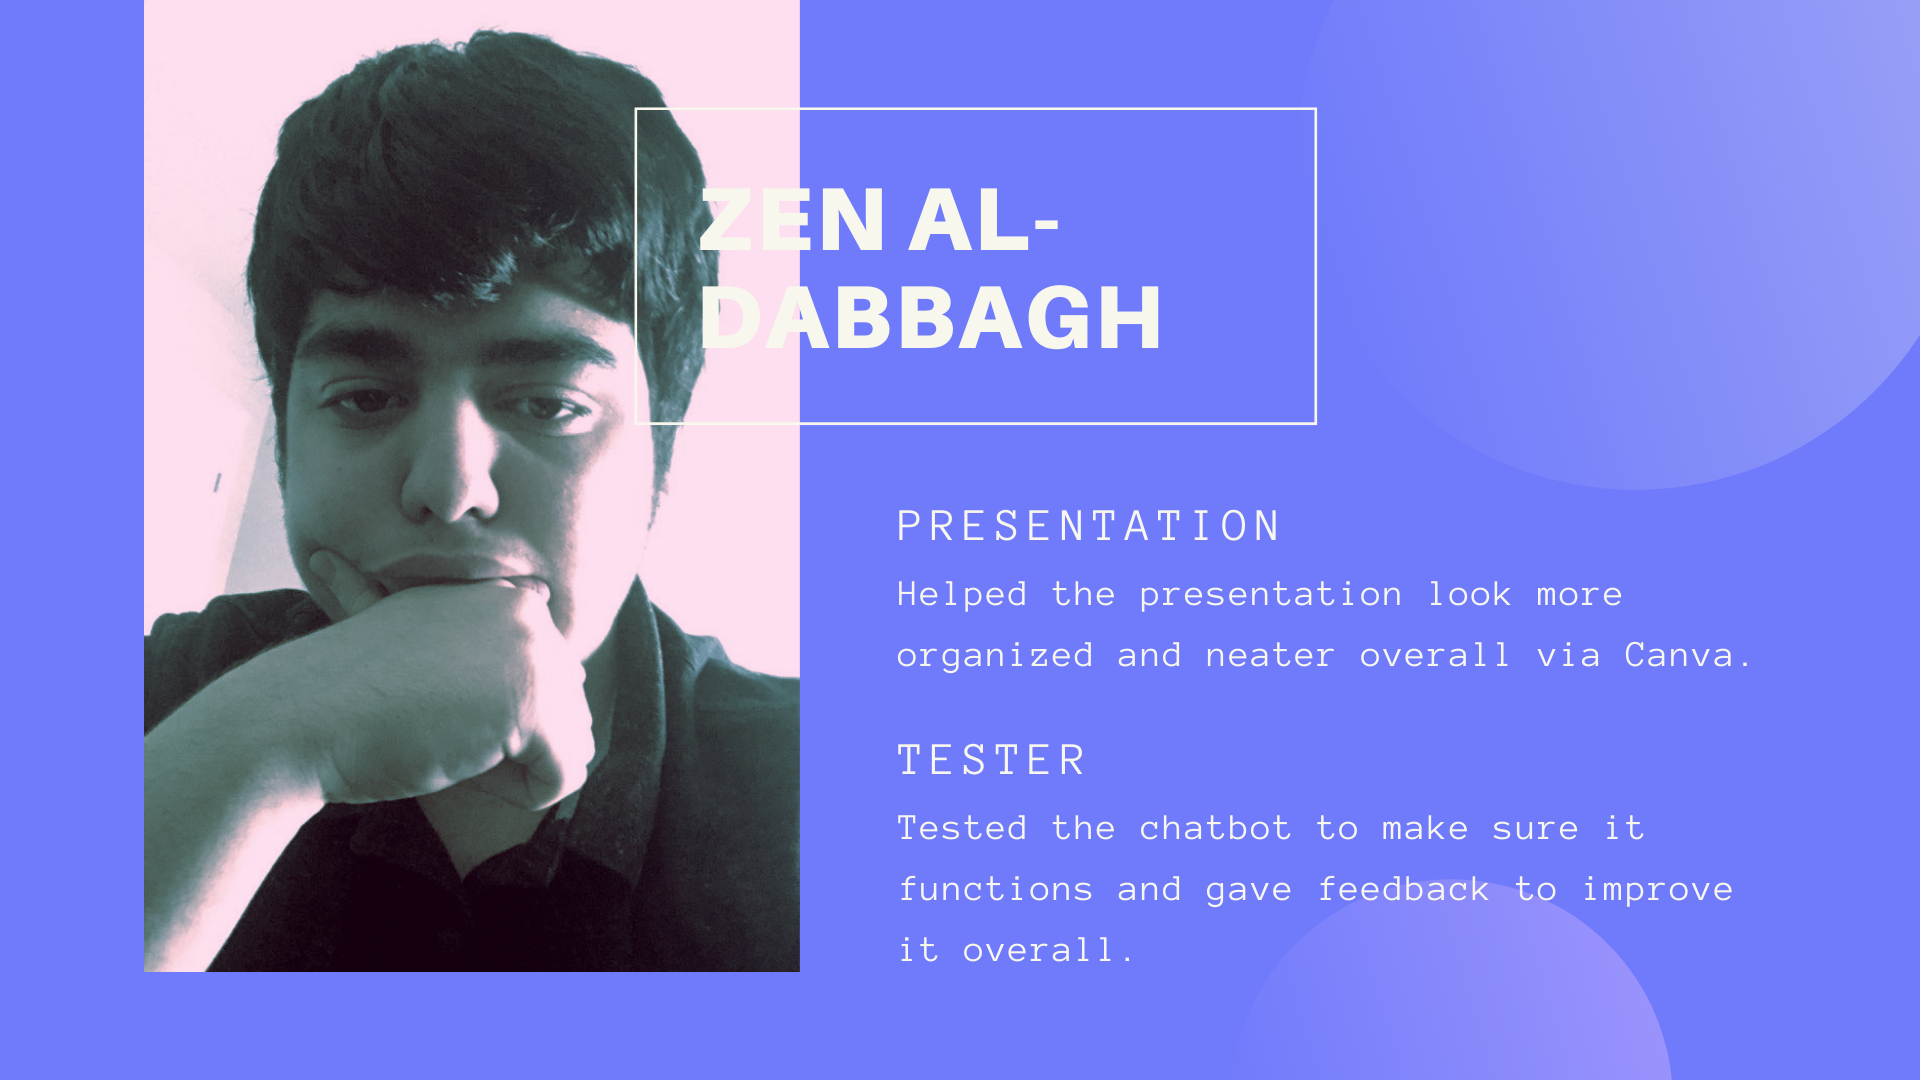 ZEN AL-
DABBAGH
PRESENTATION
Helped the presentation look more
organized and neater overall via Canva.
TESTER
Tested the chatbot to make sure it
functions and gave feedback to improve
it overall.